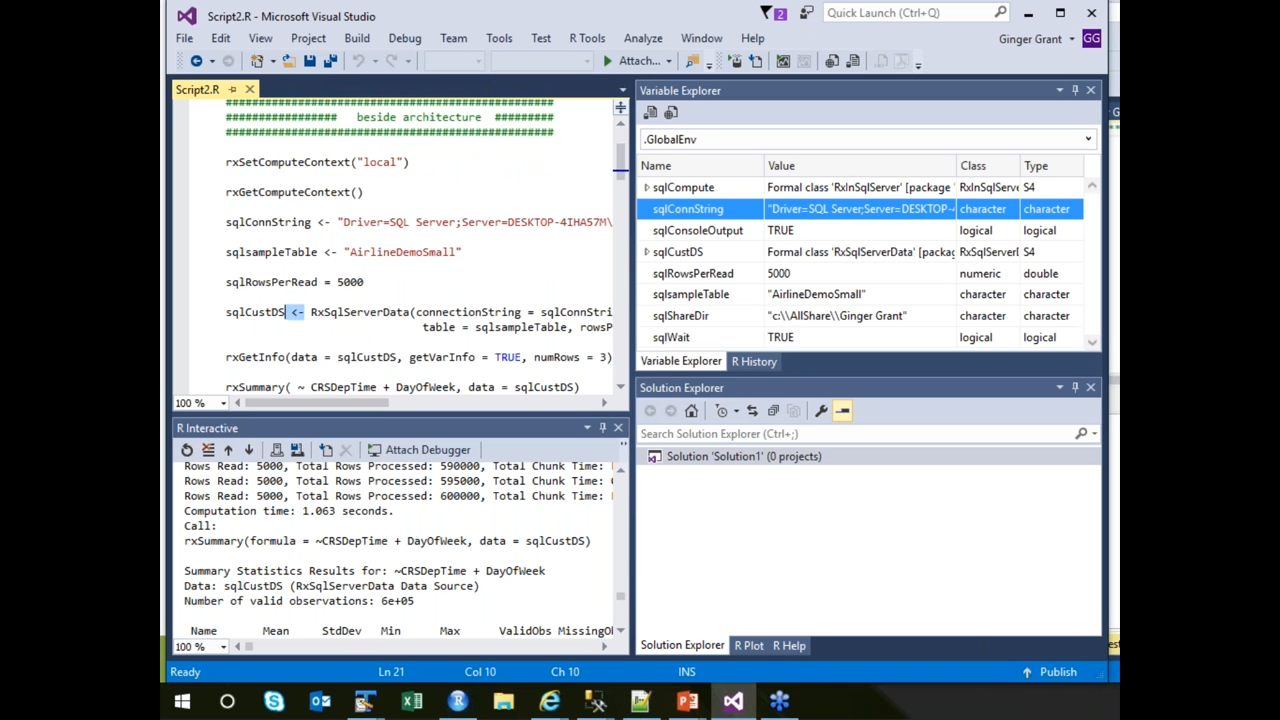 Script2.R - Microsoft Visual Studio
2
Quick Launch (Ctrl+Q)
File Edit View Project Build Debug Team Tools Test R Tools Analyze Window Help
Ginger Grant GG
Attach...
Script2.R
#################################################
################# beside architecture #########
#################################################
rxSetComputeContext("local")
rxGetComputeContext()
sqlConnString <- "Driver=SQL Server;Server=DESKTOP-4IHA57M\
sqlsampleTable <- "AirlineDemoSmall"
sqlRowsPerRead = 5000
sqlCustDS <- RxSqlServerData(connectionString = sqlConnStri
table = sqlsampleTable, rowsP
rxGetInfo(data = sqlCustDS, getVarInfo = TRUE, numRows = 3)
rxSummary( ~ CRSDepTime + DayOfWeek, data = sqlCustDS)
100 %
Variable Explorer
.GlobalEnv
Name Value Class Type
sqlCompute Formal class 'RxInSqlServer' [package ' RxInSqlServe S4
sqlConnString "Driver=SQL Server;Server=DESKTOP-4 character character
sqlConsoleOutput TRUE logical logical
sqlCustDS Formal class 'RxSqlServerData' [packag RxSqlServerD S4
sqlRowsPerRead 5000 numeric double
sqlsampleTable "AirlineDemoSmall" character character
sqlShareDir "c:\\AllShare\\Ginger Grant" character character
sqlWait TRUE logical logical
Variable Explorer R History
R Interactive
Attach Debugger
Rows Read: 5000, Total Rows Processed: 590000, Total Chunk Time:
Rows Read: 5000, Total Rows Processed: 595000, Total Chunk Time:
Rows Read: 5000, Total Rows Processed: 600000, Total Chunk Time:
Computation time: 1.063 seconds.
Call:
rxSummary(formula = ~CRSDepTime + DayOfWeek, data = sqlCustDS)
Summary Statistics Results for: ~CRSDepTime + DayOfWeek
Data: sqlCustDS (RxSqlServerData Data Source)
Number of valid observations: 6e+05
Name Mean StdDev Min Max ValidObs MissingOb
100 %
Solution Explorer
Search Solution Explorer (Ctrl+;)
Solution 'Solution1' (0 projects)
Solution Explorer R Plot R Help
Ready Ln 21 Col 10 Ch 10 INS Publish